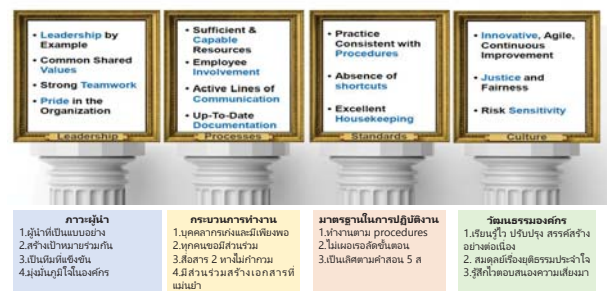 • Leadership by
Example
• Common Shared
Values
• Strong Teamwork
• Pride in the
Organization
Leadership
• Sufficient &
Capable
Resources
• Employee
Involvement
• Active Lines of
Communication
• Up-To-Date
Documentation
Processes
• Practice
Consistent with
Procedures
• Absence of
shortcuts
• Excellent
Housekeeping
Standards
• Innovative, Agile,
Continuous
Improvement
• Justice and
Fairness
• Risk Sensitivity
Culture
ภาวะผู้นำ
1.ผู้นำที่เป็นแบบอย่าง
2.สร้างเป้าหมายร่วมกัน
3.เป็นทีมที่แข็งขัน
4.มุ่งมั่นภูมิใจในองค์กร
กระบวนการทำงาน
1.บุคคลากรเก่งและมีเพียงพอ
2.ทุกคนขอมีส่วนร่วม
3.สื่อสาร 2 ทางไม่กำกวม
4.มีส่วนร่วมสร้างเอกสารที่
แม่นยำ
มาตรฐานในการปฏิบัติงาน
1.ทำงานตาม procedures
2.ไม่เผอเรอลัดขั้นตอน
3.เป็นเลิศตามคำสอน 5 ส
วัฒนธรรมองค์กร
1.เรียนรู้ไว ปรับปรุง สรรค์สร้าง
อย่างต่อเนื่อง
2. สมดุลย์เรื่องยุติธรรมประจำใจ
3.รู้สึกไวตอบสนองความเสี่ยงมา